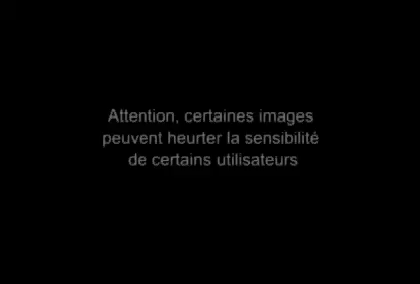 Attention, certaines images
peuvent heurter la sensibilité
de certains utilisateurs